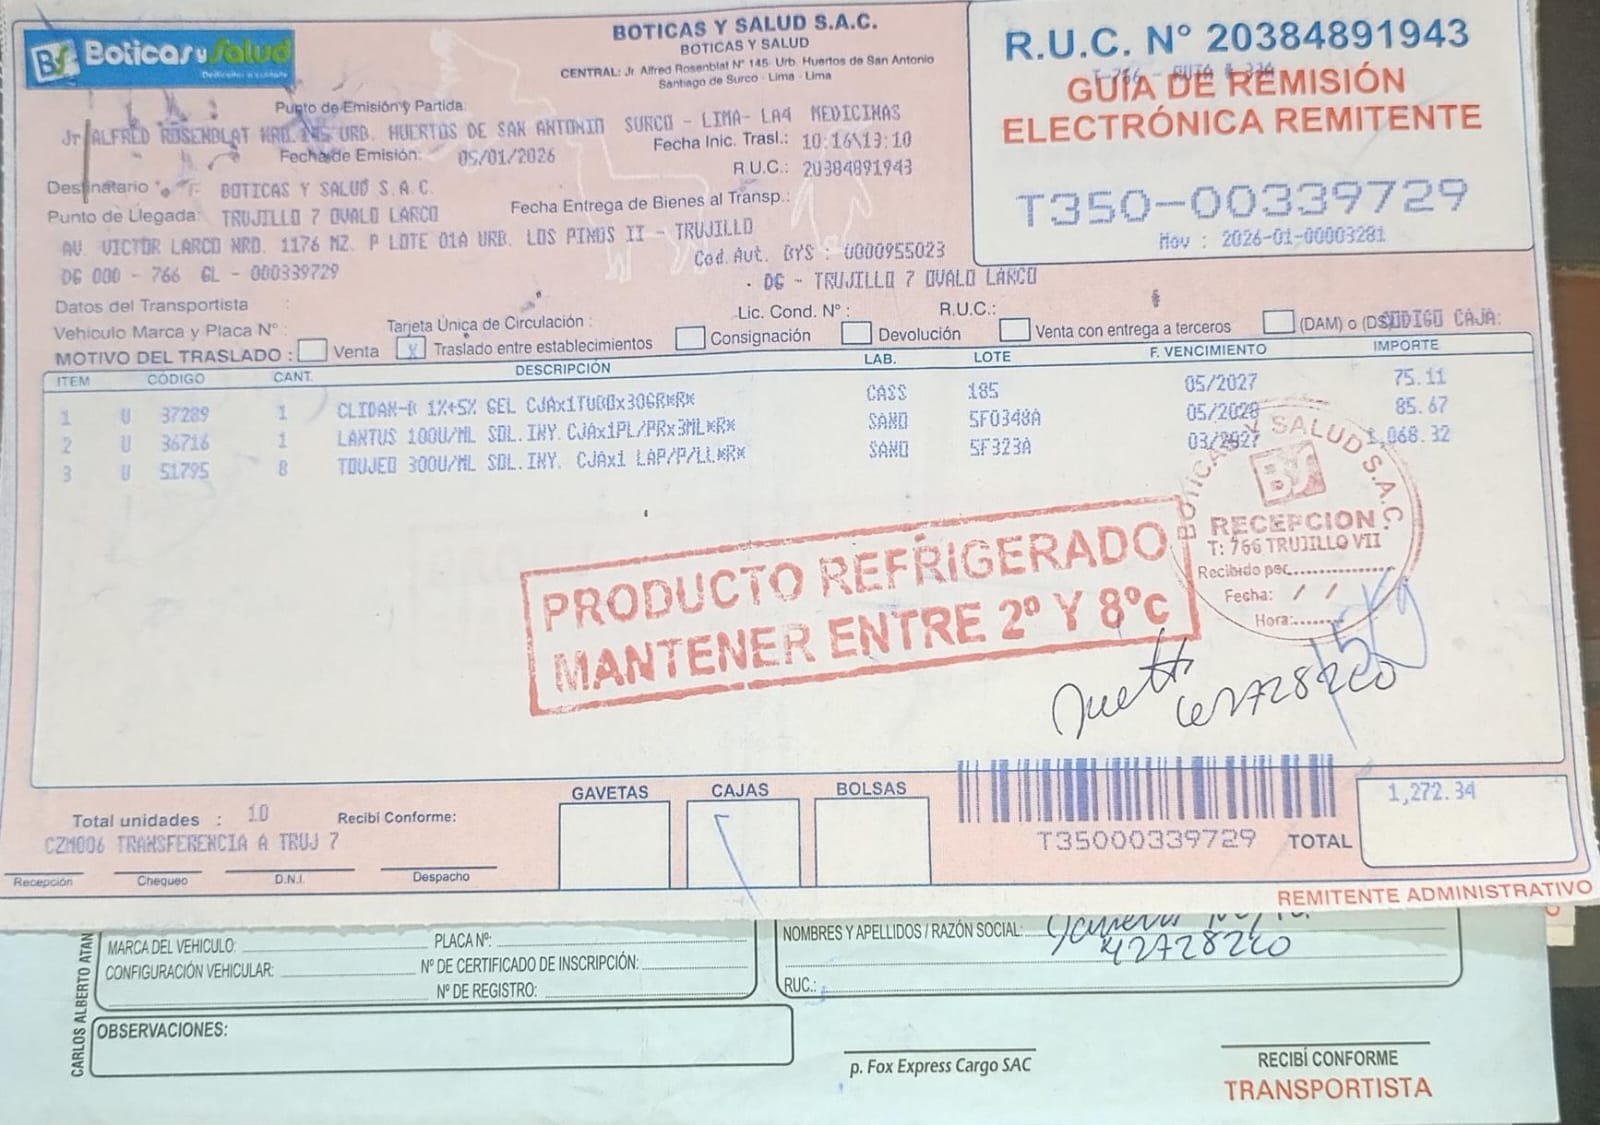 BS Boticas y Salud
BOTICAS Y SALUD S.A.C.
BOTICAS Y SALUD
CENTRAL: Jr. Alfred Rosenblat N° 145- Urb. Huertos de San Antonio
Santiago de Surco - Lima - Lima
R.U.C. N° 20384891943
GUÍA DE REMISIÓN
ELECTRÓNICA REMITENTE
T350-00339729
Mov : 2026-01-00003281
Punto de Emisión y Partida:
Jr ALFRED ROSENBLAT NRO. 145 URB. HUERTOS DE SAN ANTONIO SURCO - LIMA- LA4 MEDICINAS
Fecha de Emisión: 05/01/2026
Fecha Inic. Trasl.: 10:16\13:10
Destinatario : BOTICAS Y SALUD S.A.C.
R.U.C.: 20384891943
Punto de Llegada: TRUJILLO 7 OVALO LARCO
Fecha Entrega de Bienes al Transp.:
AV. VICTOR LARCO NRO. 1176 MZ. P LOTE 01A URB. LOS PINOS II - TRUJILLO
Cod. Aut. BYS : U000955023
DG 000 - 766 GL - 000339729
- DG - TRUJILLO 7 OVALO LARCO
Datos del Transportista :
Lic. Cond. N° : R.U.C.:
Vehículo Marca y Placa N° : Tarjeta Única de Circulación :
MOTIVO DEL TRASLADO : Venta X Traslado entre establecimientos Consignación Devolución Venta con entrega a terceros (DAM) o (DS) CODIGO CAJA:
ITEM CÓDIGO CANT. DESCRIPCIÓN LAB. LOTE F. VENCIMIENTO IMPORTE
1 U 37289 1 CLIDAN-B 1%+5% GEL CJAx1TUBOx30GR*R* CASS 185 05/2027 75.11
2 U 36716 1 LANTUS 100U/ML SOL.INY.CJAx1PL/PRx3ML*R* SANO 5F0348A 05/2028 85.67
3 U 51795 8 TOUJEO 300U/ML SOL.INY. CJAx1 LAP/P/LL*R* SANO 5F323A 03/2027 1,068.32
PRODUCTO REFRIGERADO
MANTENER ENTRE 2° Y 8°C
BOTICAS Y SALUD S.A.C.
BS
RECEPCION
T: 766 TRUJILLO VII
Recibido por:
Fecha: / /
Hora:
42728220
Total unidades : 10 Recibí Conforme:
CZM006 TRANSFERENCIA A TRUJ 7
Recepción Chequeo D.N.I. Despacho
GAVETAS CAJAS BOLSAS
T35000339729
TOTAL 1,272.34
REMITENTE ADMINISTRATIVO
CARLOS ALBERTO ATAN
MARCA DEL VEHICULO: PLACA Nº:
CONFIGURACIÓN VEHICULAR: Nº DE CERTIFICADO DE INSCRIPCIÓN:
Nº DE REGISTRO:
NOMBRES Y APELLIDOS / RAZÓN SOCIAL:
42728220
RUC.:
OBSERVACIONES:
p. Fox Express Cargo SAC
RECIBÍ CONFORME
TRANSPORTISTA